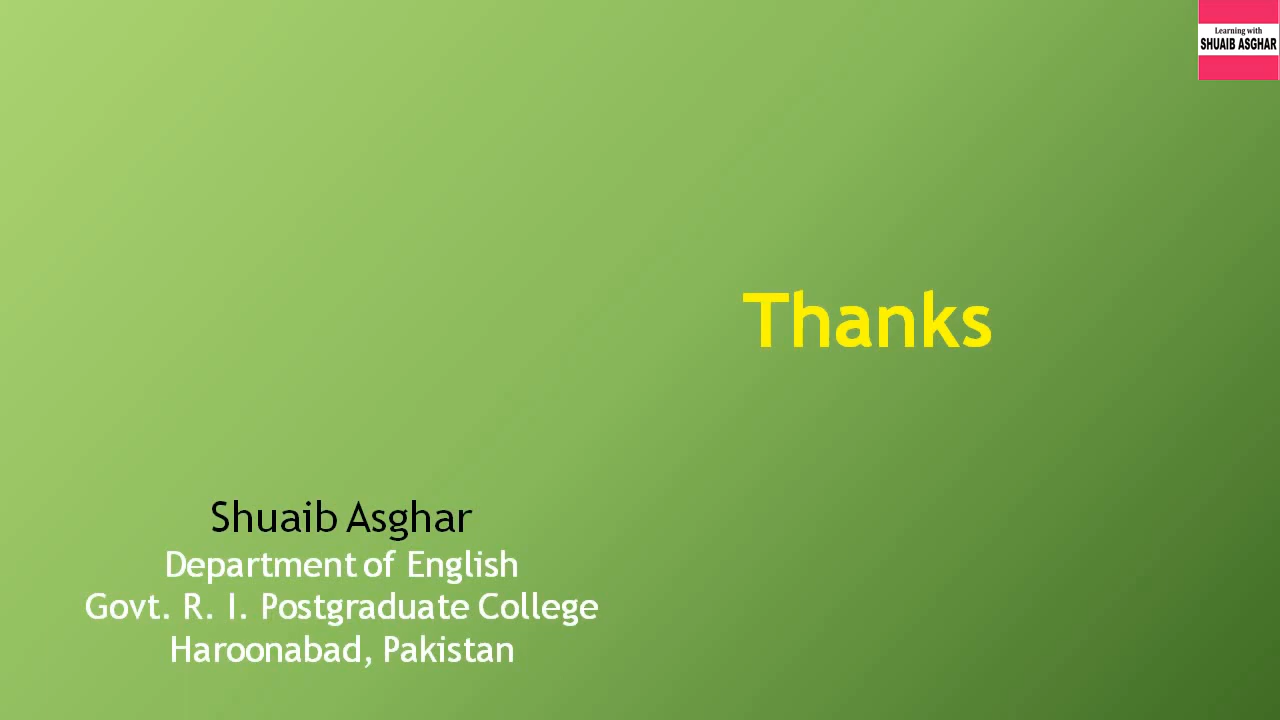 Learning with
SHUAIB ASGHAR
Thanks
Shuaib Asghar
Department of English
Govt. R. I. Postgraduate College
Haroonabad, Pakistan